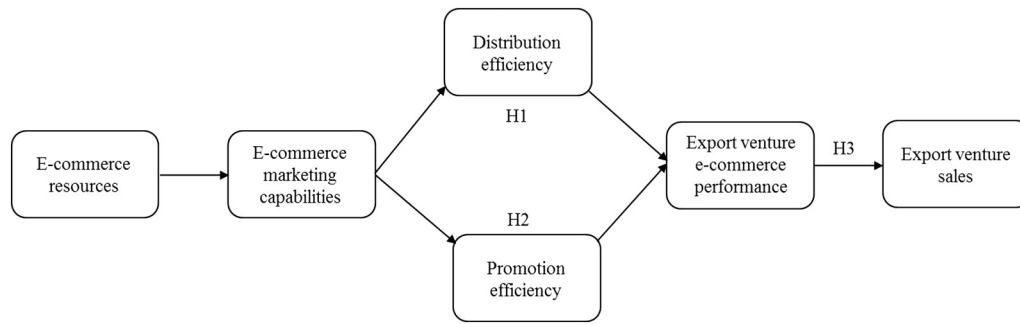 Distribution
efficiency
H1
E-commerce
resources
E-commerce
marketing
capabilities
Export venture
e-commerce
performance
H3
Export venture
sales
H2
Promotion
efficiency